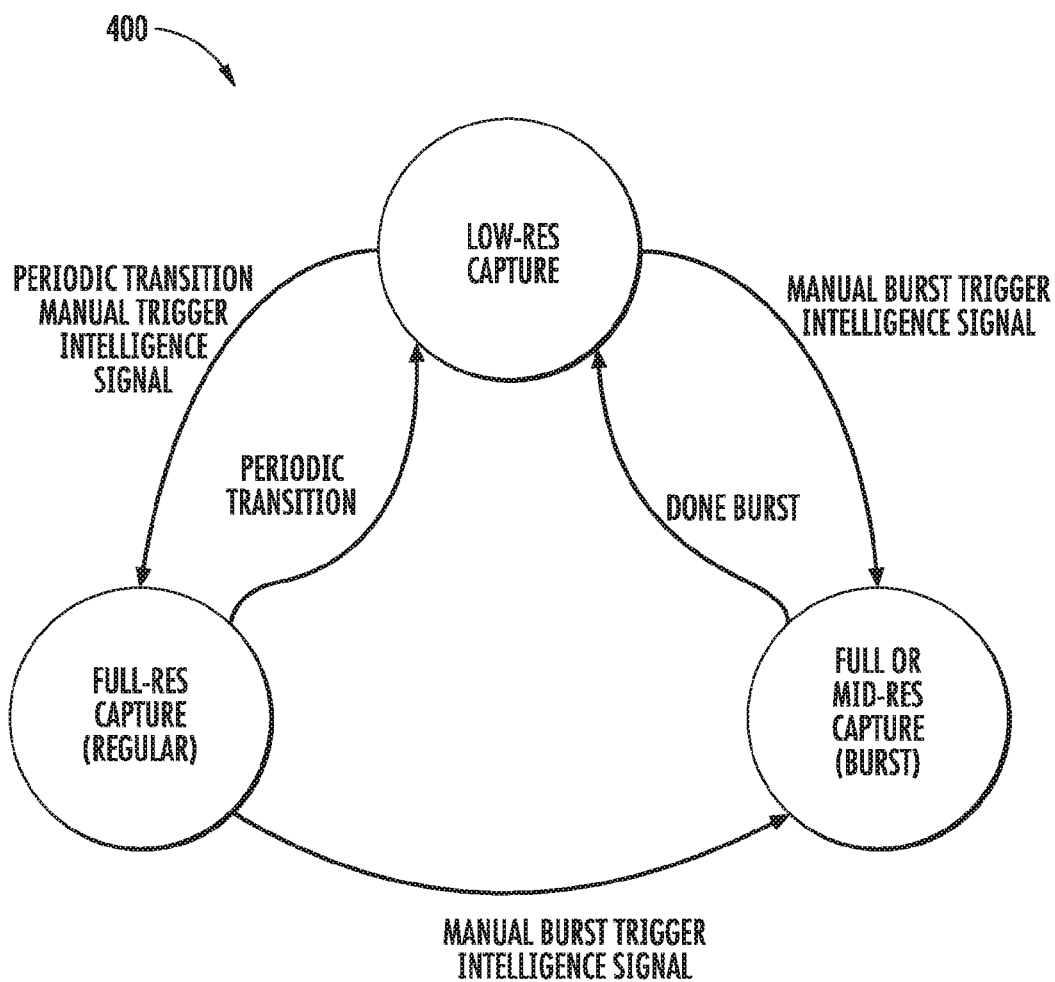 400
LOW-RES
CAPTURE
PERIODIC TRANSITION
MANUAL TRIGGER
INTELLIGENCE
SIGNAL
MANUAL BURST TRIGGER
INTELLIGENCE SIGNAL
PERIODIC
TRANSITION
DONE BURST
FULL-RES
CAPTURE
(REGULAR)
FULL OR
MID-RES
CAPTURE
(BURST)
MANUAL BURST TRIGGER
INTELLIGENCE SIGNAL